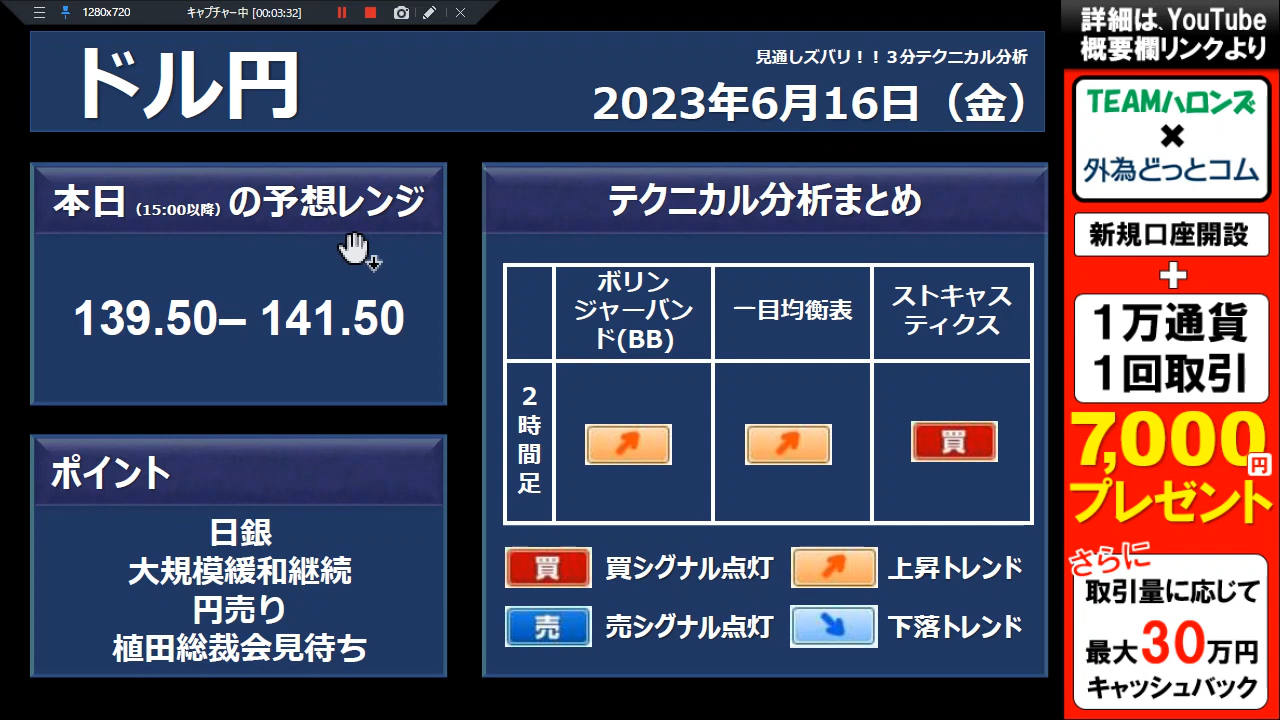 1280x720
キャプチャー中 [00:03:32]
ドル円
見通しズバリ！！３分テクニカル分析
2023年6月16日（金）
本日（15:00以降）の予想レンジ
139.50– 141.50
ポイント
日銀
大規模緩和継続
円売り
植田総裁会見待ち
テクニカル分析まとめ
ボリン
ジャーバン
ド(BB)
一目均衡表
ストキャス
ティクス
２
時
間
足
買
買 買シグナル点灯
上昇トレンド
売 売シグナル点灯
下落トレンド
詳細は、YouTube
概要欄リンクより
TEAMハロンズ
×
外為どっとコム
新規口座開設
+
1万通貨
1回取引
7,000円
プレゼント
さらに
取引量に応じて
最大30万円
キャッシュバック